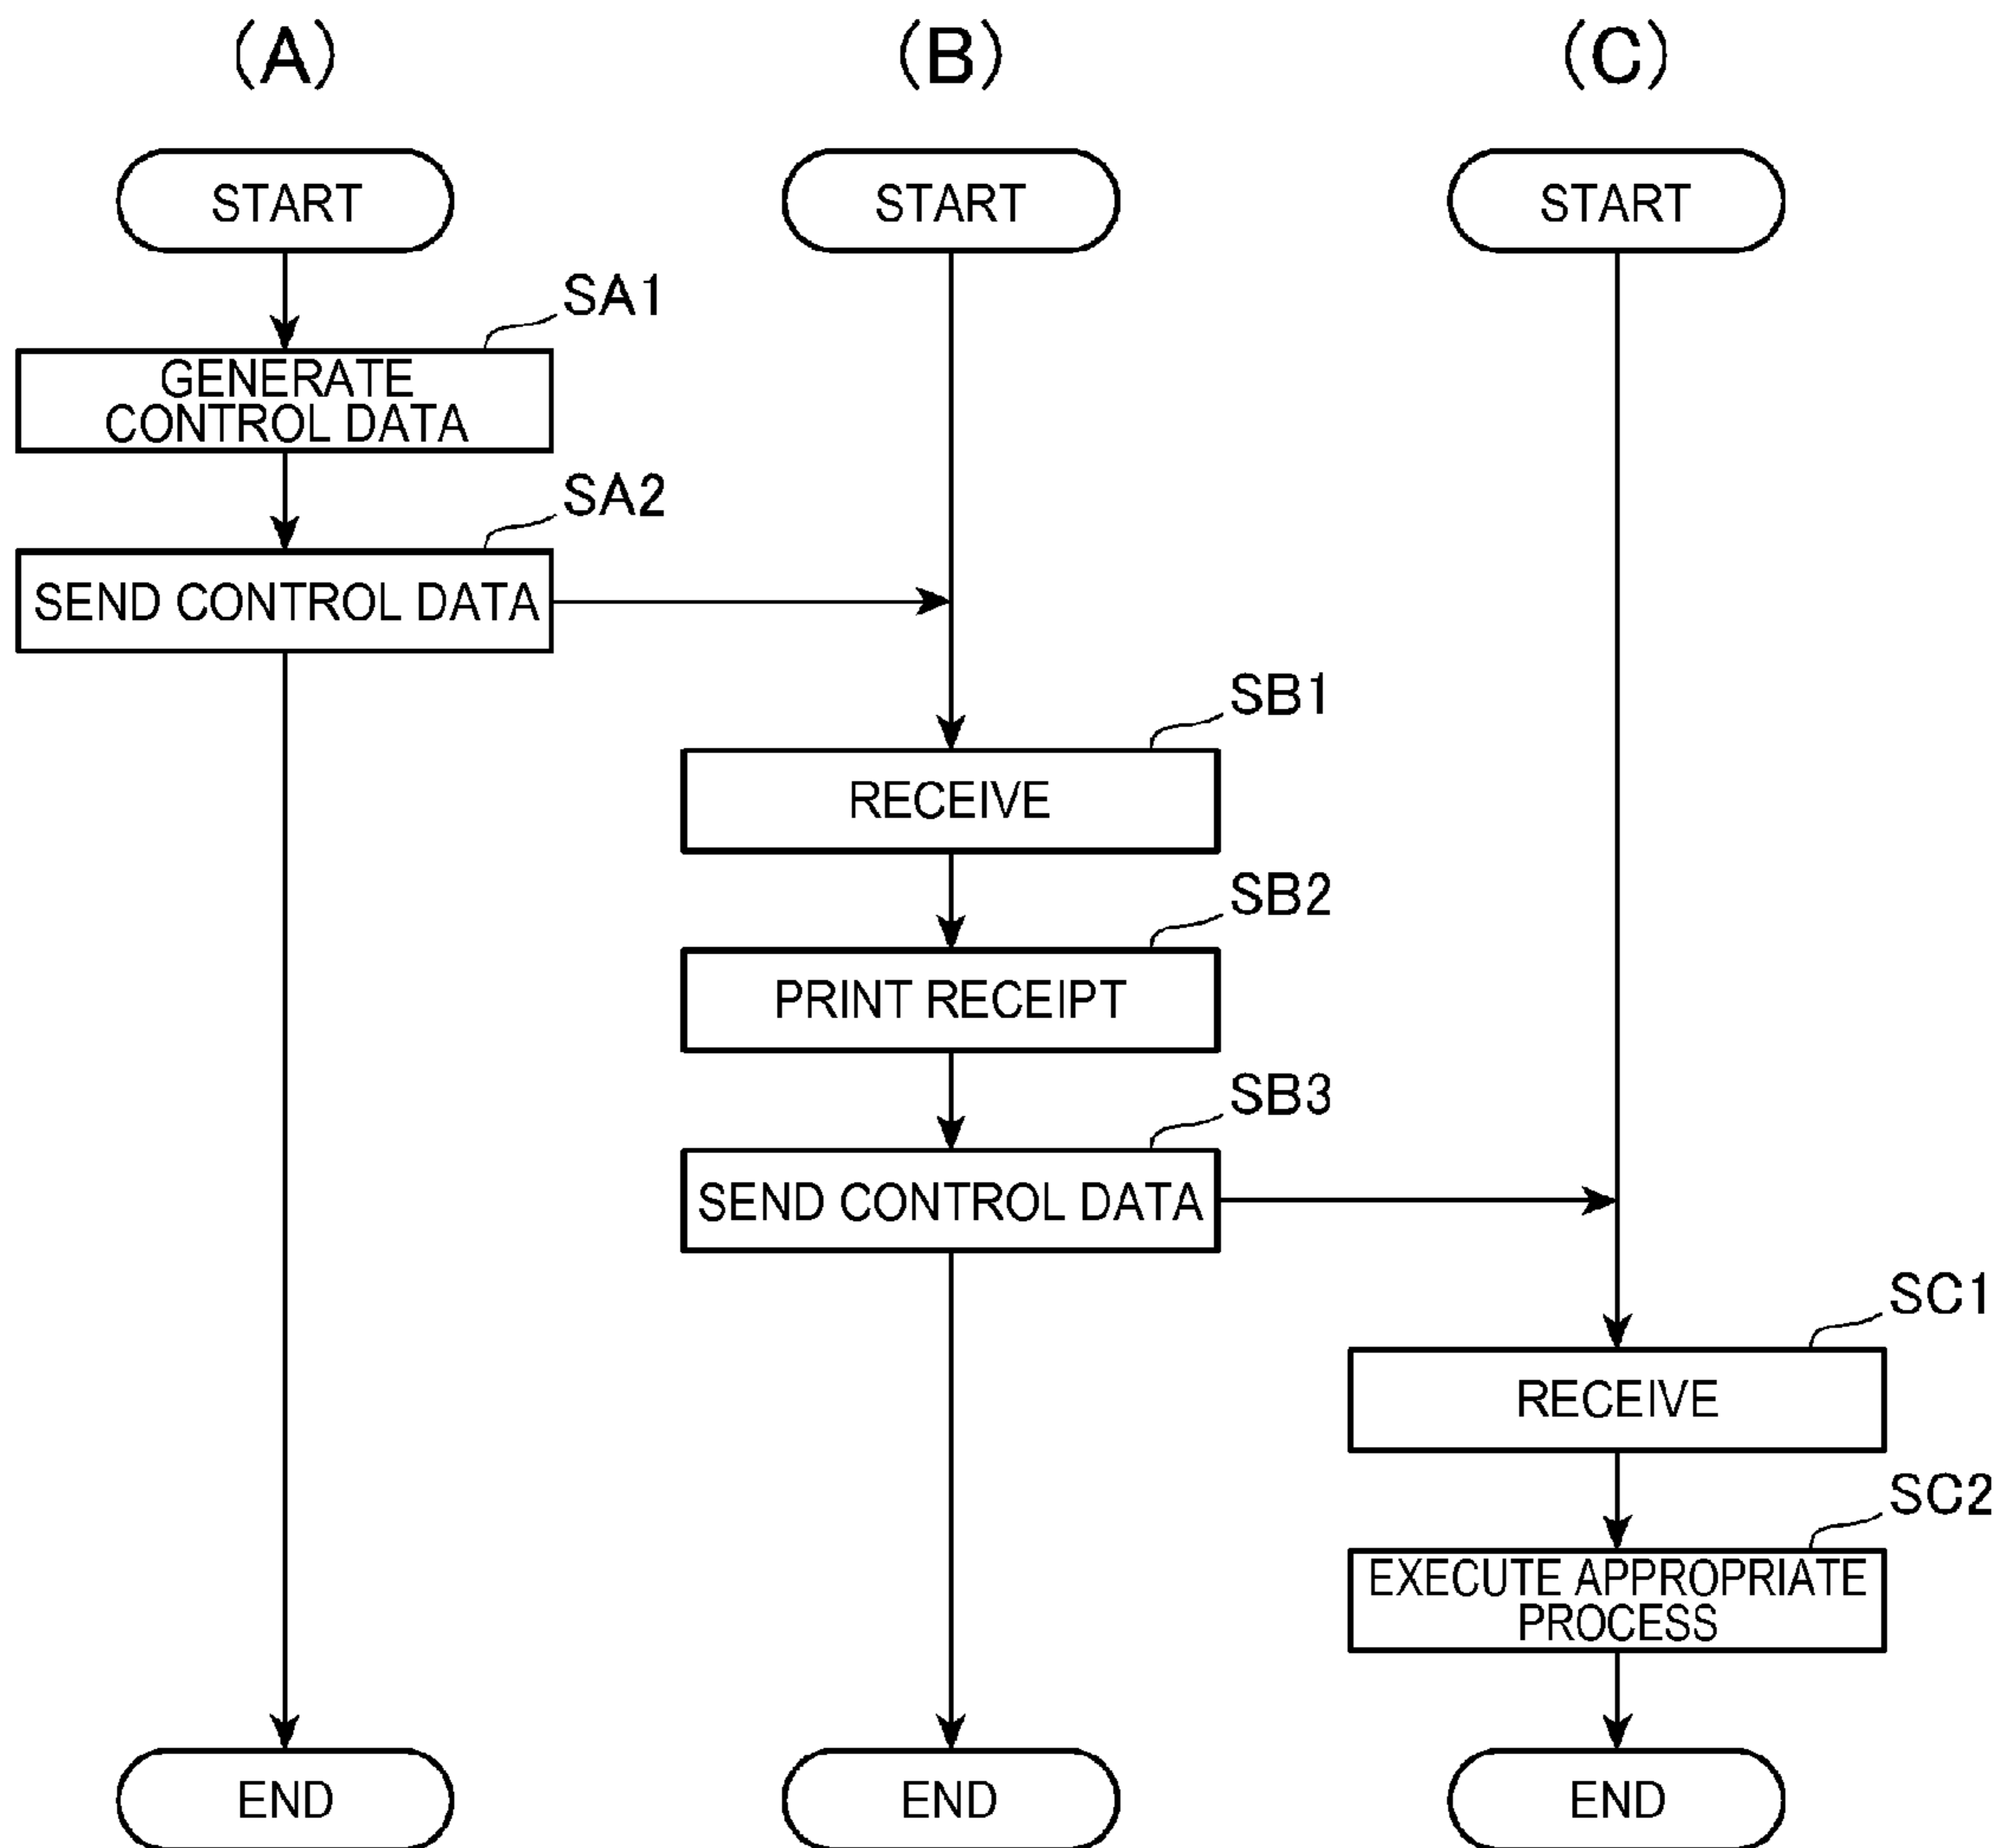 (A)
(B)
(C)
START
START
START
SA1
GENERATE
CONTROL DATA
SA2
SEND CONTROL DATA
SB1
RECEIVE
SB2
PRINT RECEIPT
SB3
SEND CONTROL DATA
SC1
RECEIVE
SC2
EXECUTE APPROPRIATE
PROCESS
END
END
END